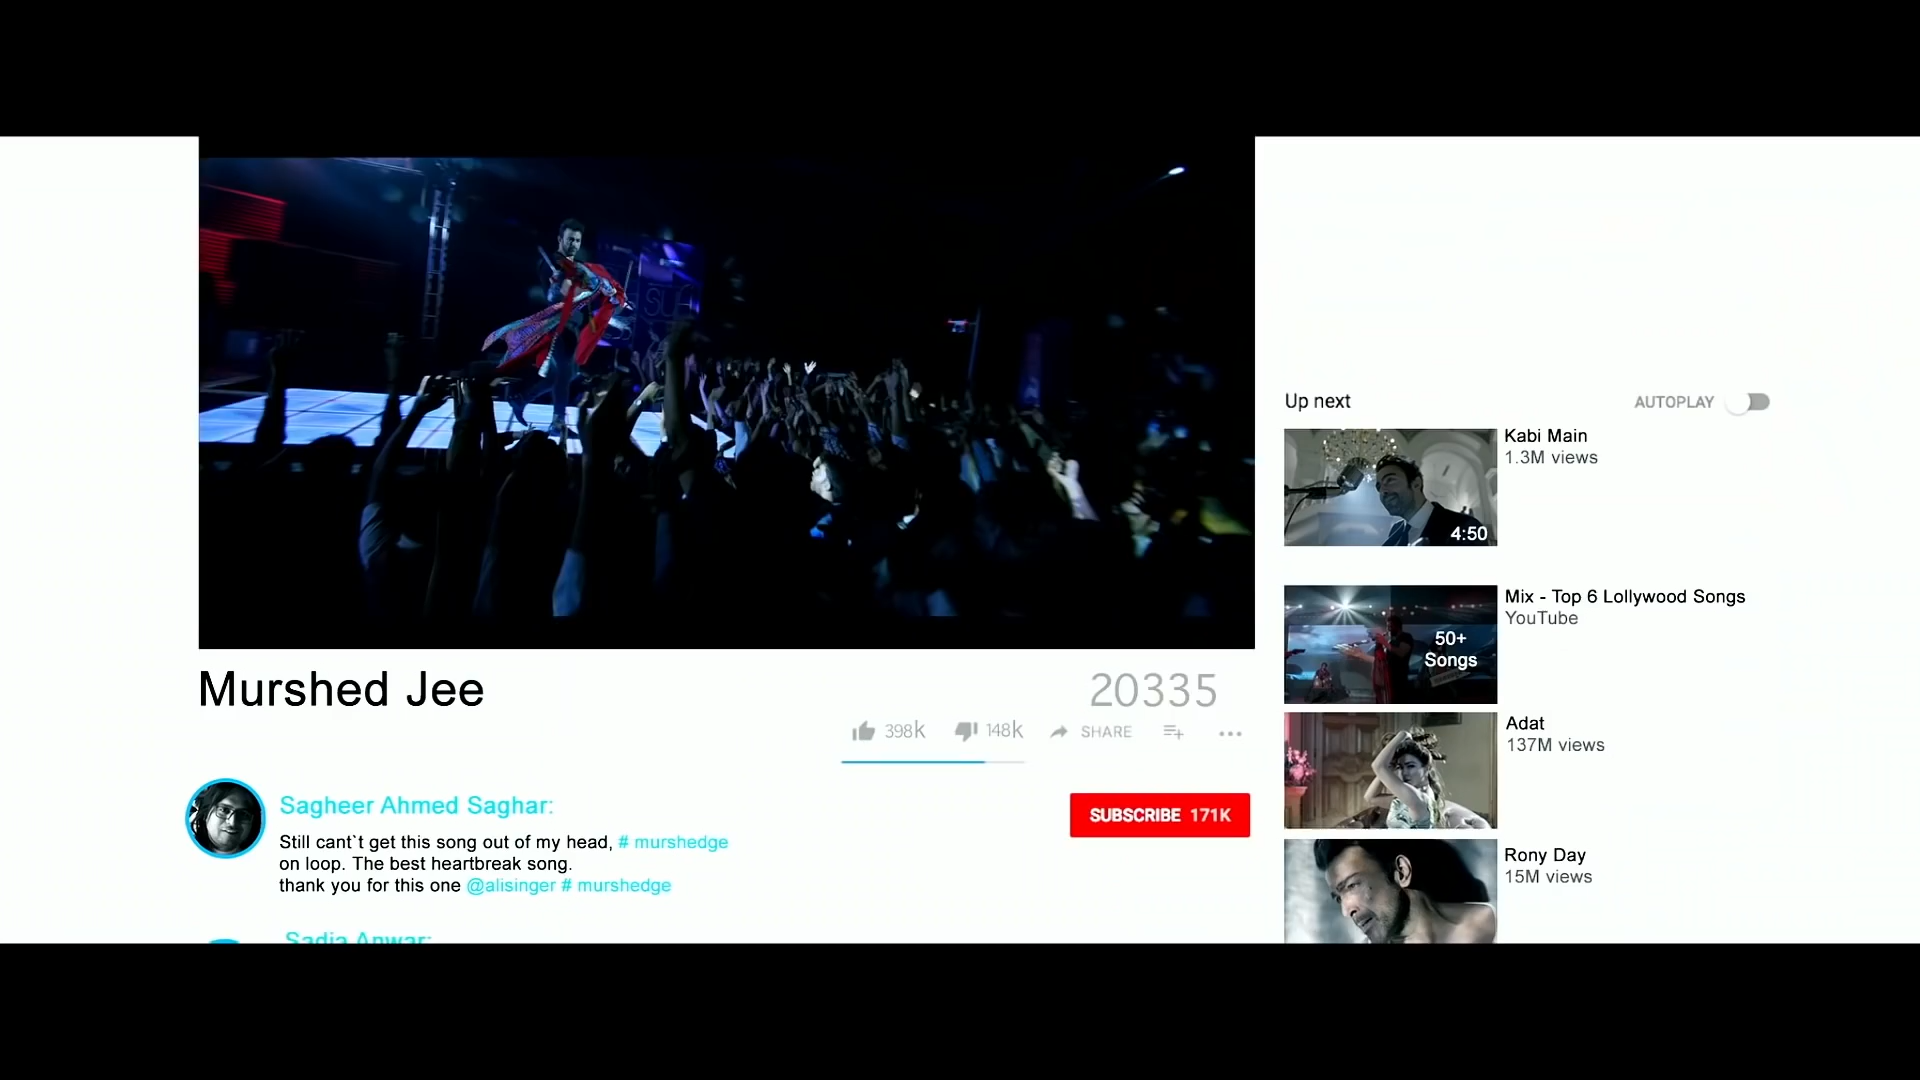 Up next
AUTOPLAY
Kabi Main
1.3M views
4:50
Mix - Top 6 Lollywood Songs
YouTube
50+
Songs
Adat
137M views
Rony Day
15M views
Murshed Jee
20335
398k
148k
SHARE
SUBSCRIBE 171K
Sagheer Ahmed Saghar:
Still cant`t get this song out of my head, # murshedge
on loop. The best heartbreak song.
thank you for this one @alisinger # murshedge
Sadia Anwar: